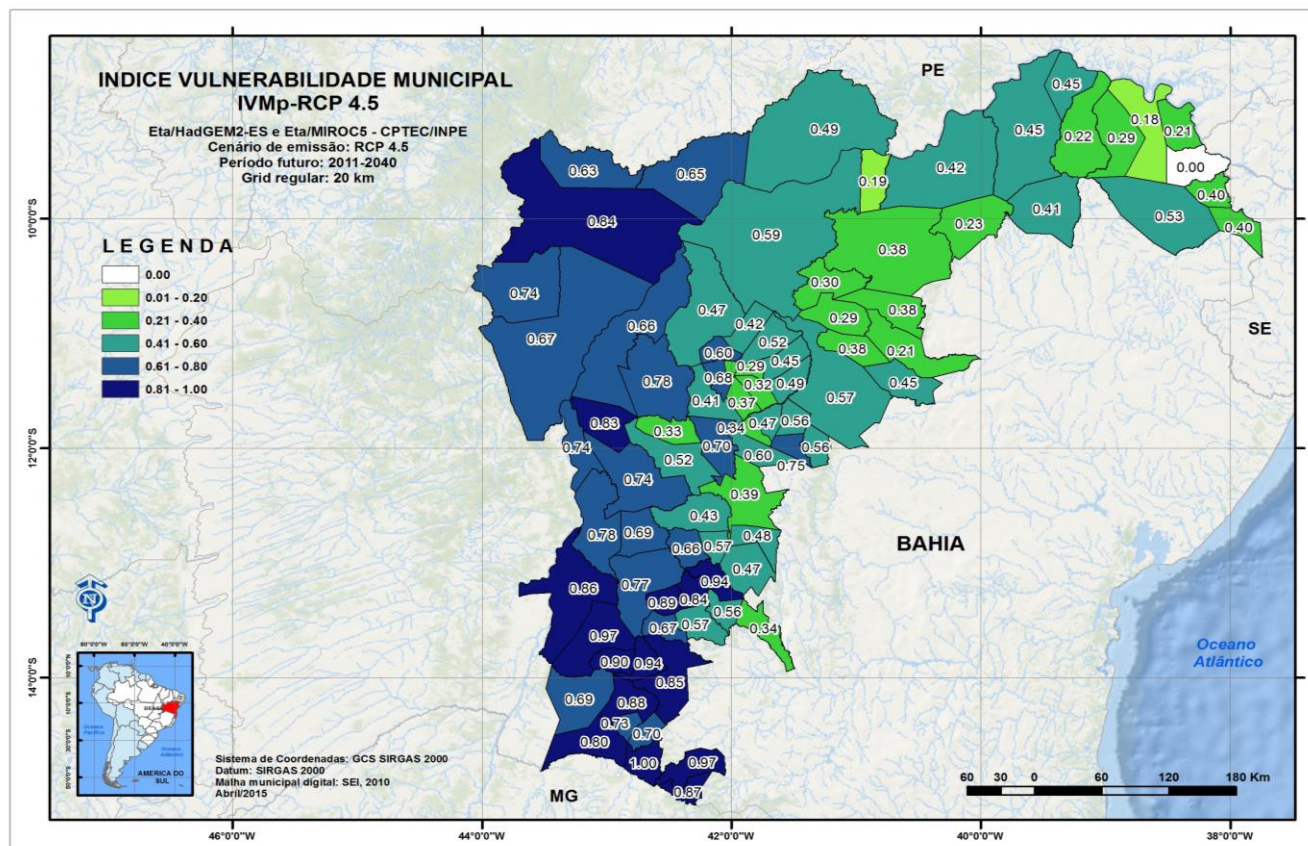 INDICE VULNERABILIDADE MUNICIPAL
IVMp-RCP 4.5
Eta/HadGEM2-ES e Eta/MIROC5 - CPTEC/INPE
Cenário de emissão: RCP 4.5
Período futuro: 2011-2040
Grid regular: 20 km
PE
LEGENDA
0.00
0.01 - 0.20
0.21 - 0.40
0.41 - 0.60
0.61 - 0.80
0.81 - 1.00
0.45
0.18
0.49
0.45
0.22
0.29
0.21
0.63
0.65
0.19
0.42
0.00
0.84
0.41
0.53
0.40
0.40
0.59
0.23
0.38
0.74
0.30
0.47
0.38
0.67
0.66
0.42
0.29
SE
0.60
0.52
0.38
0.21
0.78
0.68
0.29
0.45
0.32
0.49
0.45
0.41
0.37
0.57
0.83
0.33
0.34
0.47
0.56
0.74
0.52
0.70
0.60
0.56
0.75
0.74
0.39
0.43
0.78
0.69
0.48
0.66
0.57
BAHIA
0.47
0.86
0.77
0.94
0.89
0.84
0.56
0.97
0.67
0.57
0.34
0.90
0.94
0.85
0.69
0.88
0.73
0.70
0.80
1.00
0.97
0.87
MG
Oceano
Atlântico
N
80°0'0"W
60°0'0"W
40°0'0"W
BRASIL
Oceano
Pacífico
Oceano
Atlântico
AMERICA DO
SUL
Sistema de Coordenadas: GCS SIRGAS 2000
Datum: SIRGAS 2000
Malha municipal digital: SEI, 2010
Abril/2015
60 30 0 60 120 180 Km
10°0'0"S
12°0'0"S
14°0'0"S
46°0'0"W
44°0'0"W
42°0'0"W
40°0'0"W
38°0'0"W